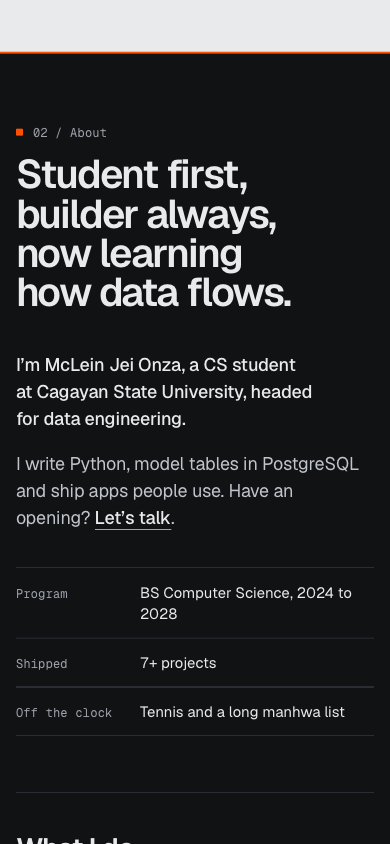 02 / About
Student first,
builder always,
now learning
how data flows.
I’m McLein Jei Onza, a CS student
at Cagayan State University, headed
for data engineering.
I write Python, model tables in PostgreSQL
and ship apps people use. Have an
opening? Let’s talk.
Program
BS Computer Science, 2024 to
2028
Shipped
7+ projects
Off the clock
Tennis and a long manhwa list
What I do